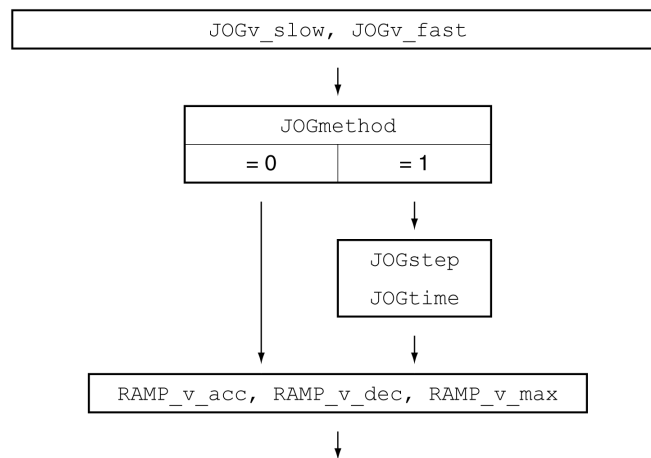 JOGv_slow, JOGv_fast
JOGmethod
= 0
= 1
JOGstep
JOGtime
RAMP_v_acc, RAMP_v_dec, RAMP_v_max